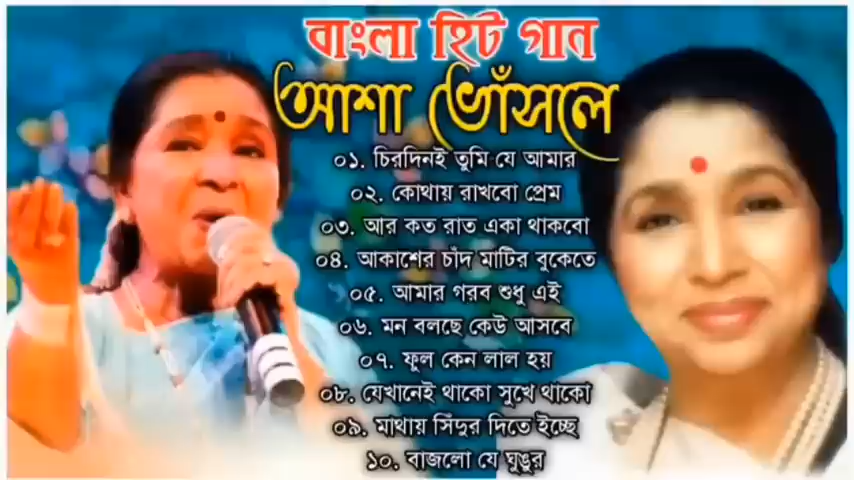 বাংলা হিট গান
আশা ভোঁসলে
০১. চিরদিনই তুমি যে আমার
০২. কোথায় রাখবো প্রেম
০৩. আর কত রাত একা থাকবো
০৪. আকাশের চাঁদ মাটির বুকেতে
০৫. আমার গরব শুধু এই
০৬. মন বলছে কেউ আসবে
০৭. ফুল কেন লাল হয়
০৮. যেখানেই থাকো সুখে থাকো
০৯. মাথায় সিঁদুর দিতে ইচ্ছে
১০. বাজলো যে ঘুঙুর